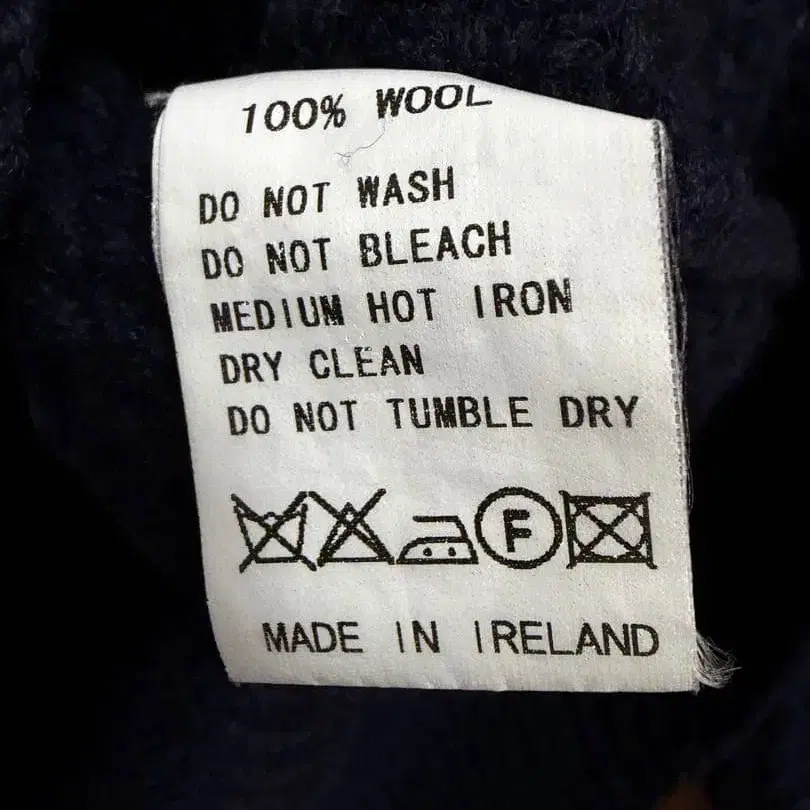 100% WOOL
DO NOT WASH
DO NOT BLEACH
MEDIUM HOT IRON
DRY CLEAN
DO NOT TUMBLE DRY
F
MADE IN IRELAND